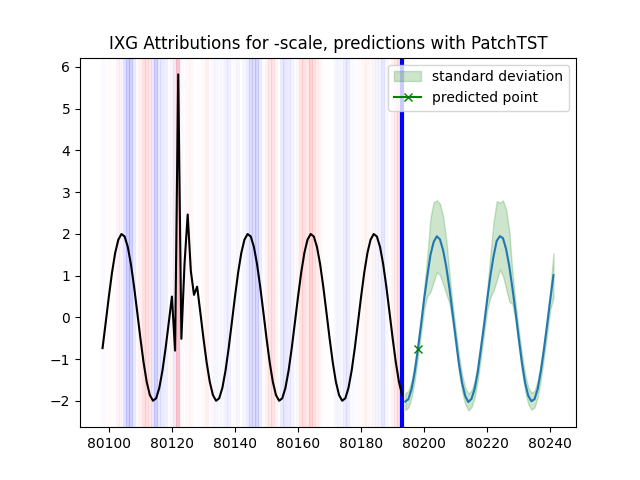 IXG Attributions for -scale, predictions with PatchTST
standard deviation
predicted point
6
5
4
3
2
1
0
−1
−2
80100 80120 80140 80160 80180 80200 80220 80240